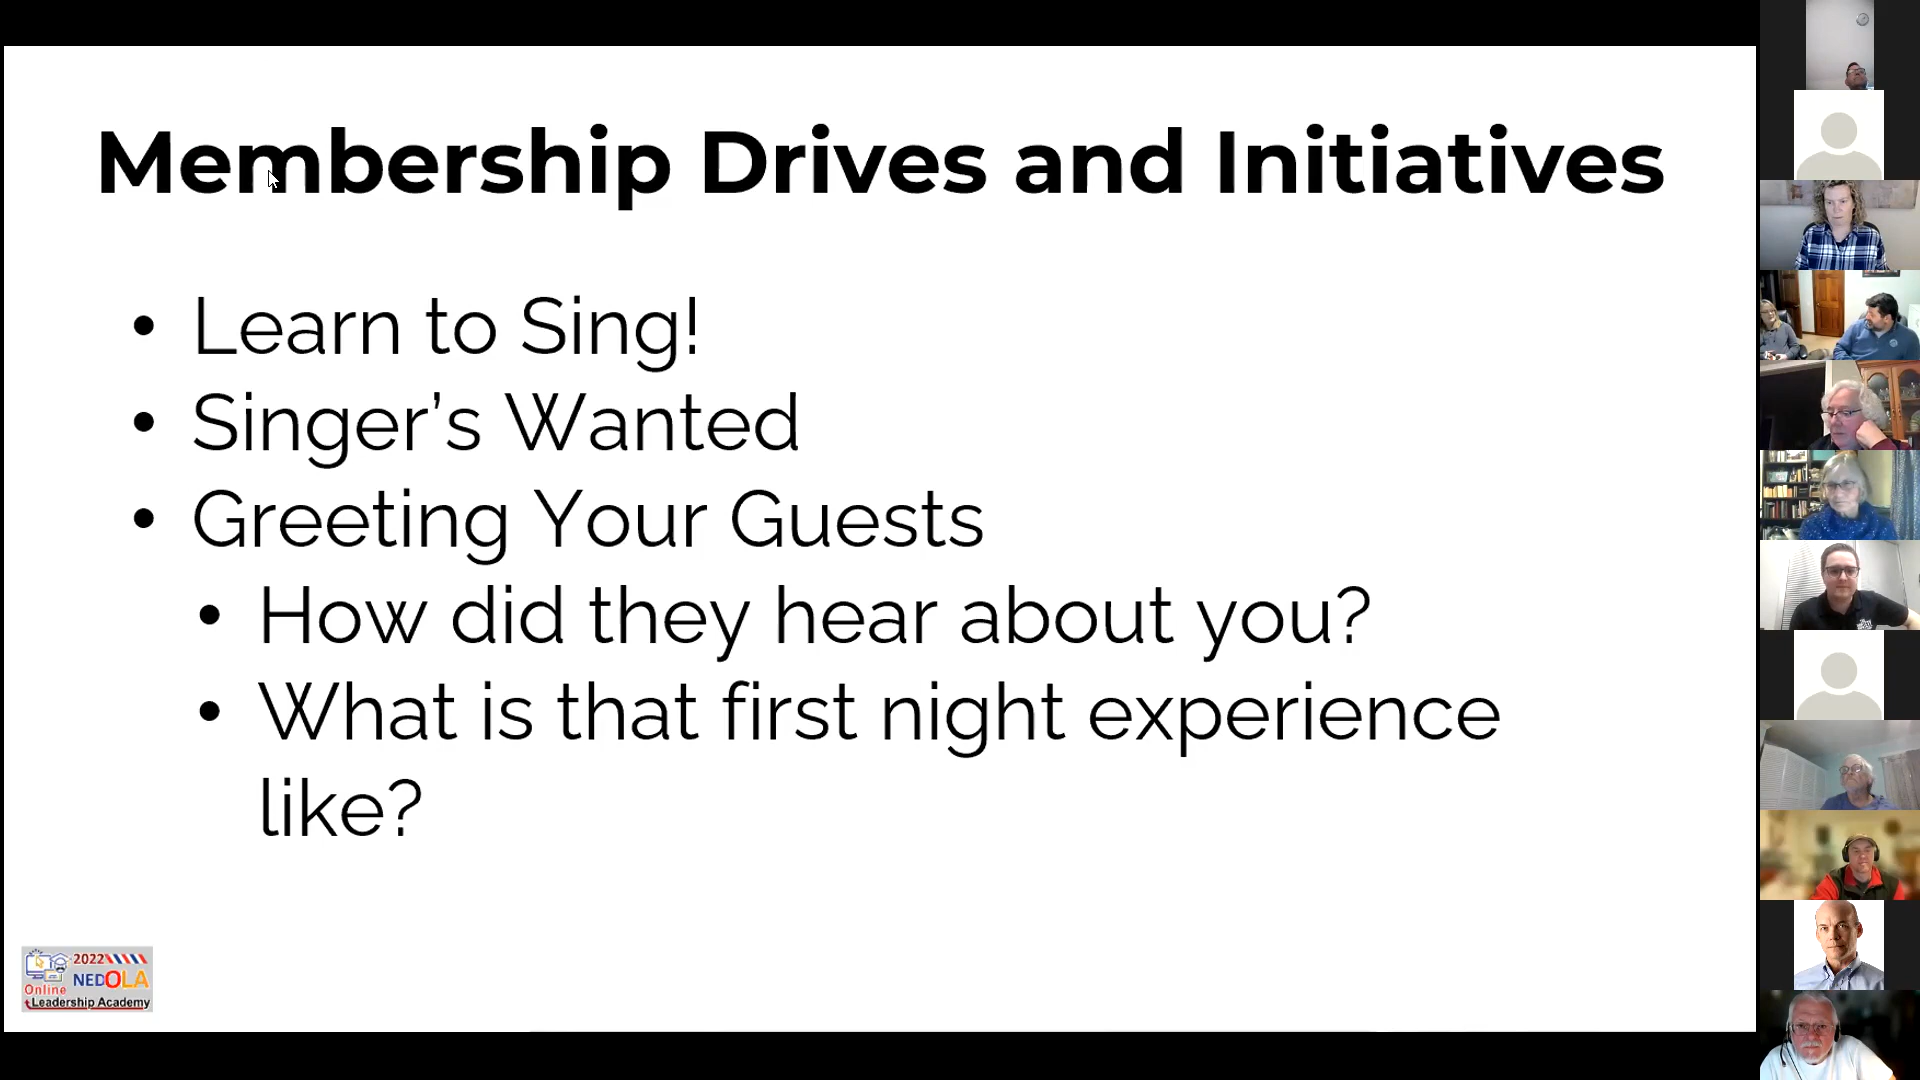 Membership Drives and Initiatives
• Learn to Sing!
• Singer’s Wanted
• Greeting Your Guests
• How did they hear about you?
• What is that first night experience
like?
2022
NEDOLA
Online
Leadership Academy